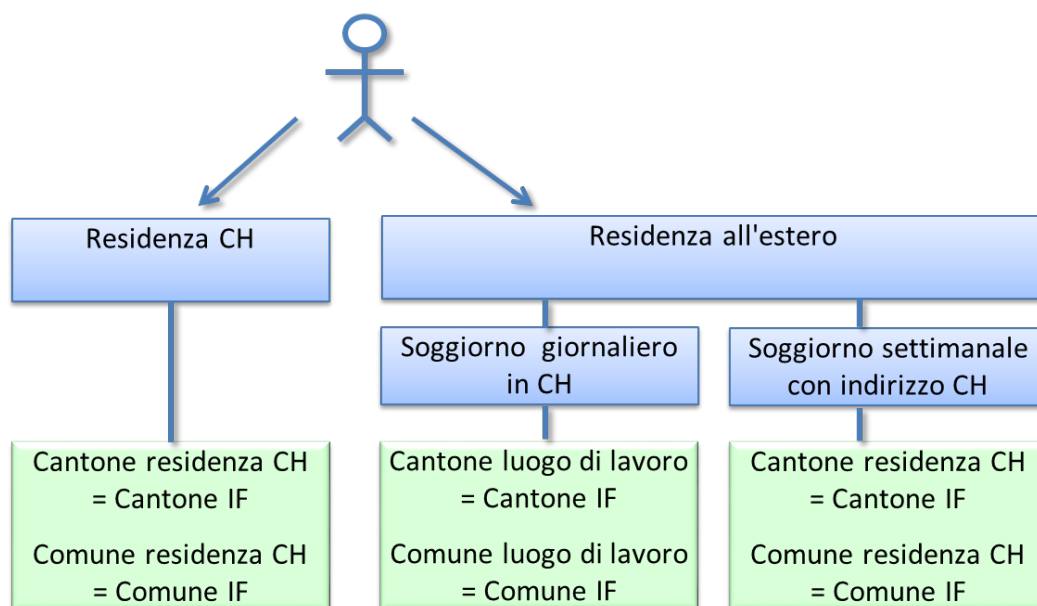 Residenza CH
Residenza all'estero
Soggiorno giornaliero
in CH
Soggiorno settimanale
con indirizzo CH
Cantone residenza CH
= Cantone IF
Comune residenza CH
= Comune IF
Cantone luogo di lavoro
= Cantone IF
Comune luogo di lavoro
= Comune IF
Cantone residenza CH
= Cantone IF
Comune residenza CH
= Comune IF